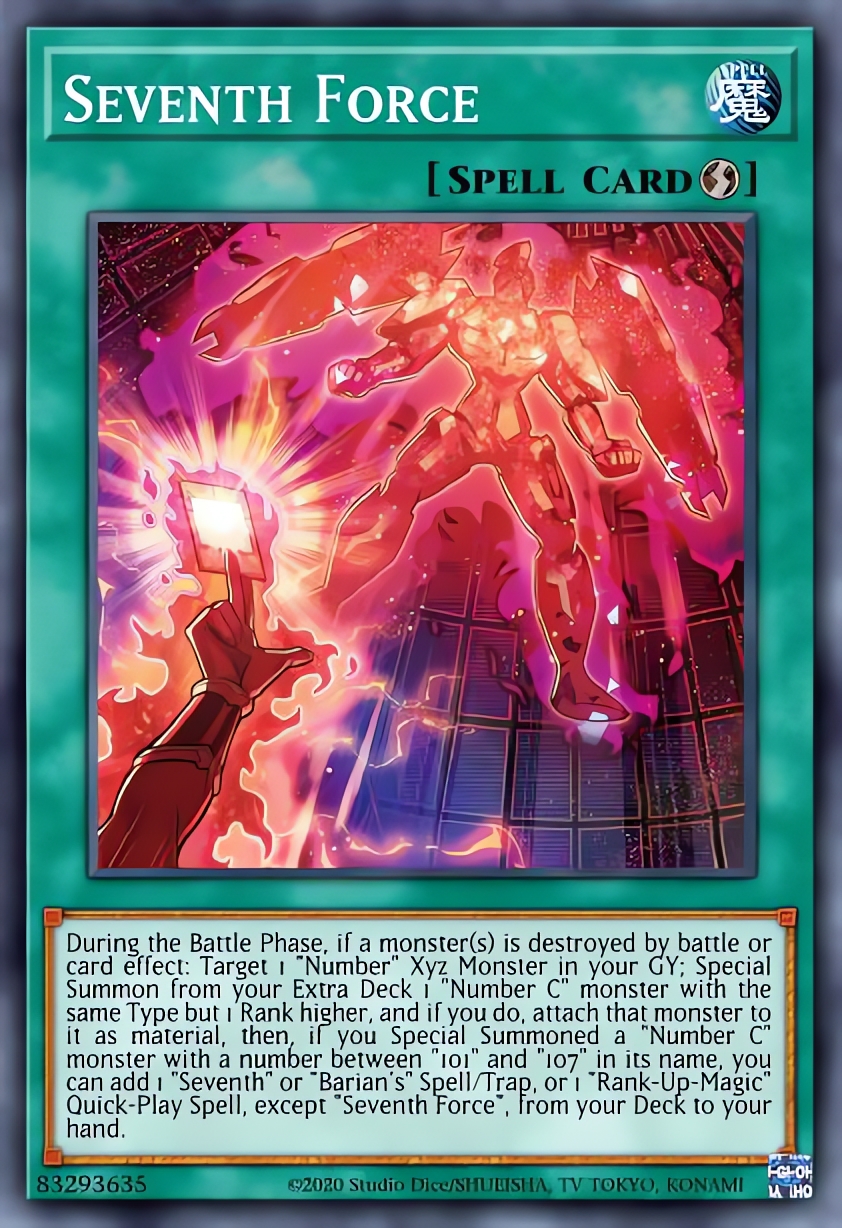 SEVENTH FORCE
魔
[SPELL CARD]
During the Battle Phase, if a monster(s) is destroyed by battle or
card effect: Target 1 "Number" Xyz Monster in your GY; Special
Summon from your Extra Deck 1 "Number C" monster with the
same Type but 1 Rank higher, and if you do, attach that monster to
it as material, then, if you Special Summoned a "Number C"
monster with a number between "101" and "107" in its name, you
can add 1 "Seventh" or "Barian's" Spell/Trap, or 1 "Rank-Up-Magic"
Quick-Play Spell, except "Seventh Force", from your Deck to your
hand.
83293635 ©2020 Studio Dice/SHUEISHA, TV TOKYO, KONAMI